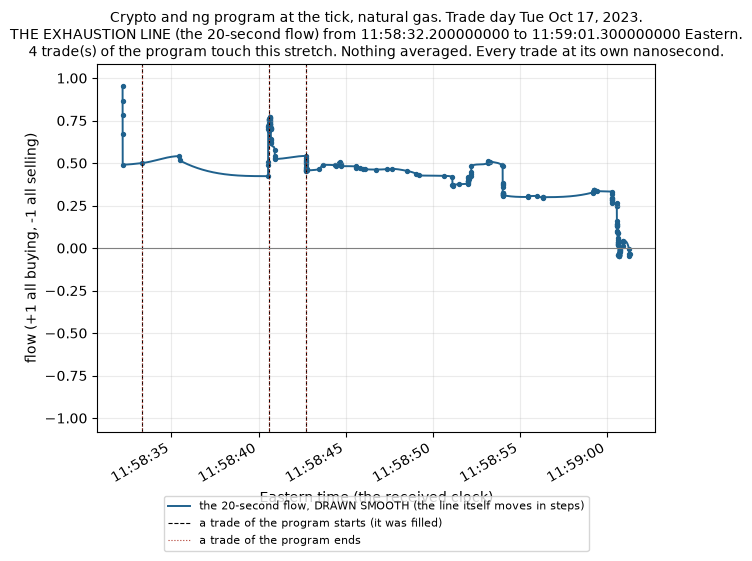 Crypto and ng program at the tick, natural gas. Trade day Tue Oct 17, 2023.
THE EXHAUSTION LINE (the 20-second flow) from 11:58:32.200000000 to 11:59:01.300000000 Eastern.
4 trade(s) of the program touch this stretch. Nothing averaged. Every trade at its own nanosecond.
1.00
0.75
0.50
0.25
0.00
−0.25
−0.50
−0.75
−1.00
flow (+1 all buying, -1 all selling)
11:58:35
11:58:40
11:58:45
11:58:50
11:58:55
11:59:00
Eastern time (the received clock)
the 20-second flow, DRAWN SMOOTH (the line itself moves in steps)
a trade of the program starts (it was filled)
a trade of the program ends